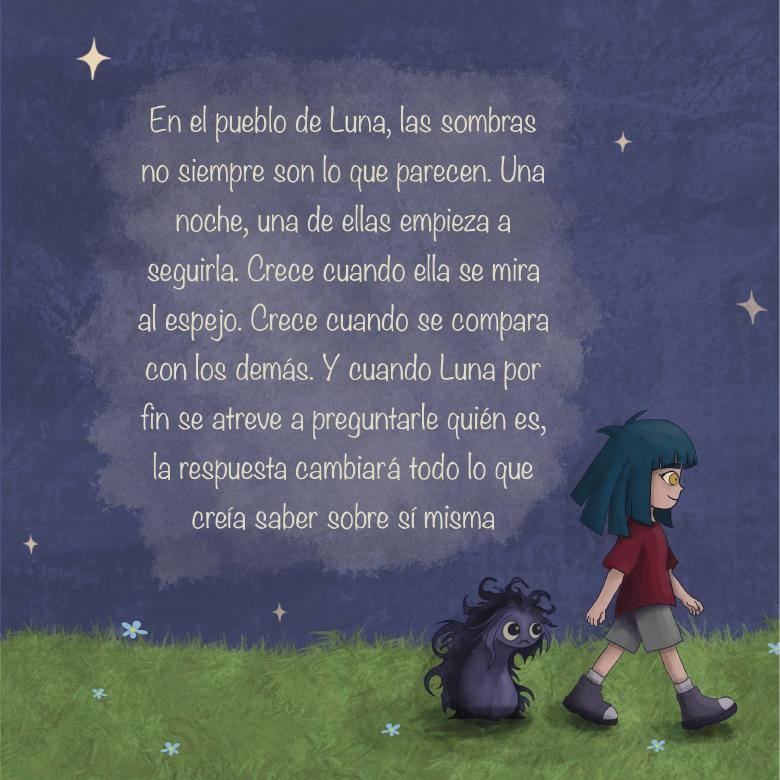 En el pueblo de Luna, las sombras
no siempre son lo que parecen. Una
noche, una de ellas empieza a
seguirla. Crece cuando ella se mira
al espejo. Crece cuando se compara
con los demás. Y cuando Luna por
fin se atreve a preguntarle quién es,
la respuesta cambiará todo lo que
creía saber sobre sí misma